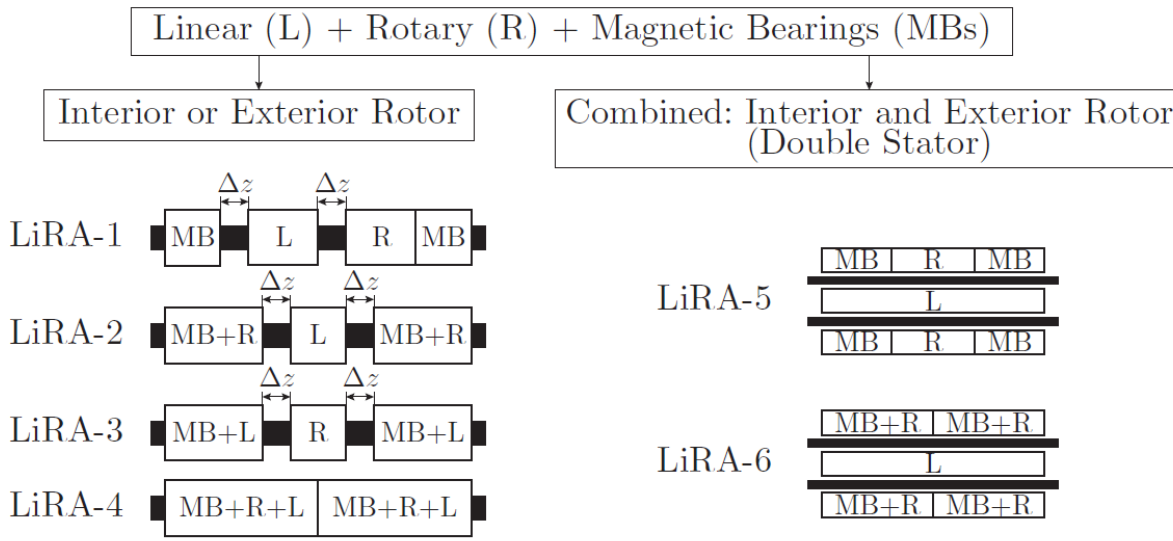 Linear (L) + Rotary (R) + Magnetic Bearings (MBs)
Interior or Exterior Rotor
Combined: Interior and Exterior Rotor
(Double Stator)
Δz Δz
LiRA-1 MB L R MB
Δz Δz
LiRA-2 MB+R L MB+R
Δz Δz
LiRA-3 MB+L R MB+L
LiRA-4 MB+R+L MB+R+L
MB R MB
LiRA-5 L
MB R MB
MB+R MB+R
LiRA-6 L
MB+R MB+R